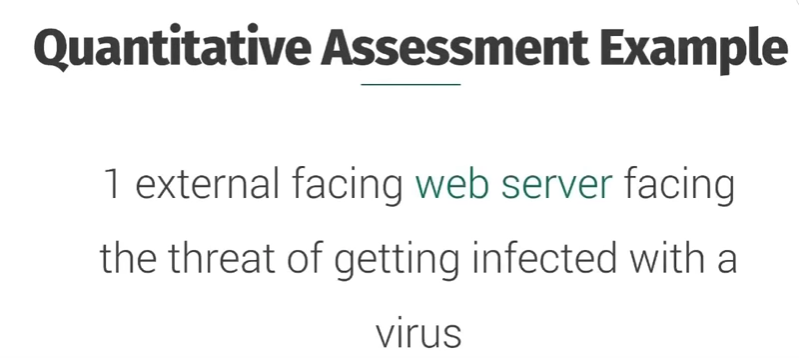 Quantitative Assessment Example
1 external facing web server facing
the threat of getting infected with a
virus